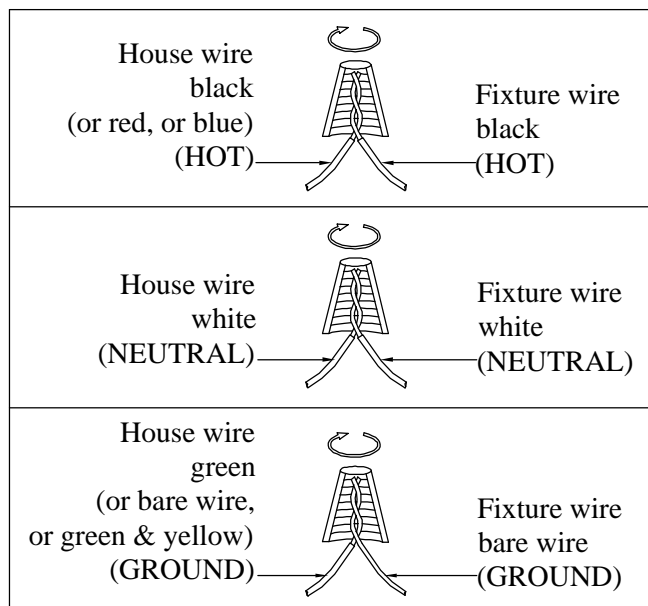 House wire
black
(or red, or blue)
(HOT)
Fixture wire
black
(HOT)
House wire
white
(NEUTRAL)
Fixture wire
white
(NEUTRAL)
House wire
green
(or bare wire,
or green & yellow)
(GROUND)
Fixture wire
bare wire
(GROUND)